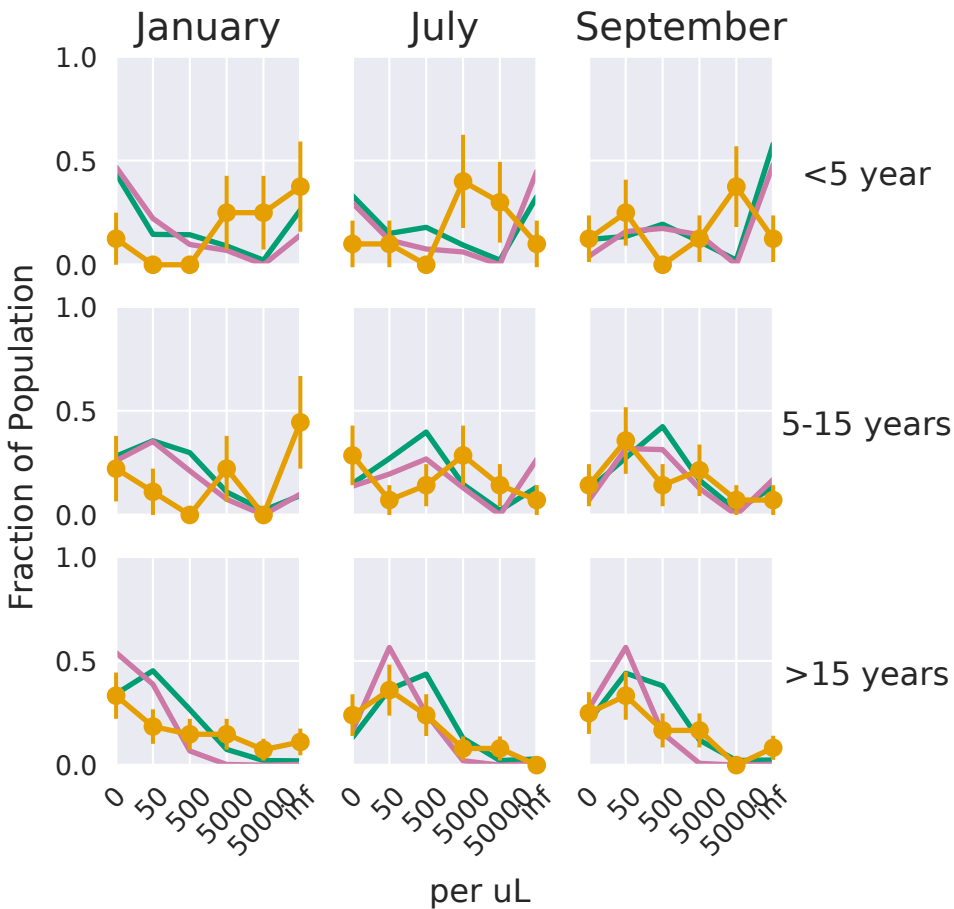 January July September
1.0
0.5
0.0
<5 year
1.0
0.5
0.0
5-15 years
1.0
0.5
0.0
>15 years
Fraction of Population
0 50 500 5000 50000 inf
0 50 500 5000 50000 inf
0 50 500 5000 50000 inf
per uL